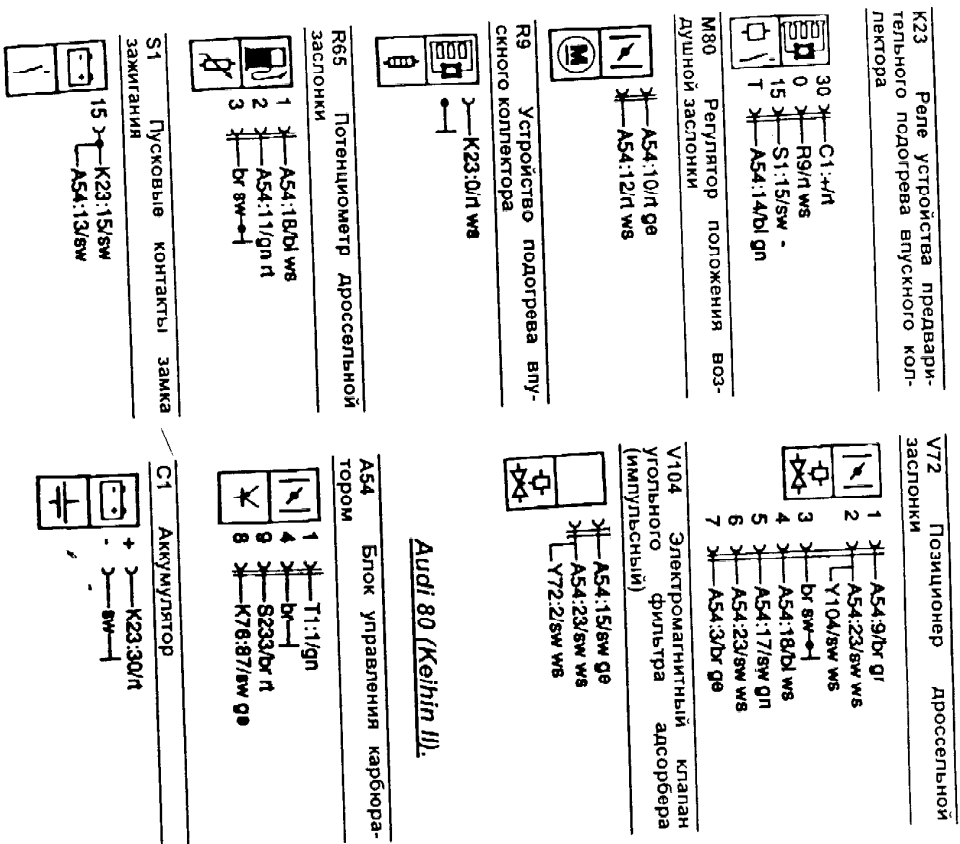 K23 Реле устройства предвари-
тельного подогрева впускного кол-
лектора
30 C1:+/rt
0 R9/rt ws
15 S1:15/sw -
T A54:14/bl gn
M80 Регулятор положения воз-
душной заслонки
A54:10/rt ge
A54:12/rt ws
M
R9 Устройство подогрева впу-
скного коллектора
K23:0/rt ws
R65 Потенциометр дроссельной
заслонки
1 A54:18/bl ws
2 A54:11/gn rt
3 br sw
S1 Пусковые контакты замка
зажигания
15 K23:15/sw
A54:13/sw
V72 Позиционер дроссельной
заслонки
1 A54:9/br gr
2 A54:23/sw ws
Y104/sw ws
3 br sw
4 A54:18/bl ws
5 A54:17/sw gn
6 A54:23/sw ws
7 A54:3/br ge
V104 Электромагнитный клапан
угольного фильтра адсорбера
(импульсный)
A54:15/sw ge
A54:23/sw ws
Y72:2/sw ws
Audi 80 (Keihin II).
A54 Блок управления карбюра-
тором
1 T1:1/gn
4 br
9 S233/br rt
8 K76:87/sw ge
C1 Аккумулятор
+ K23:30/rt
- sw